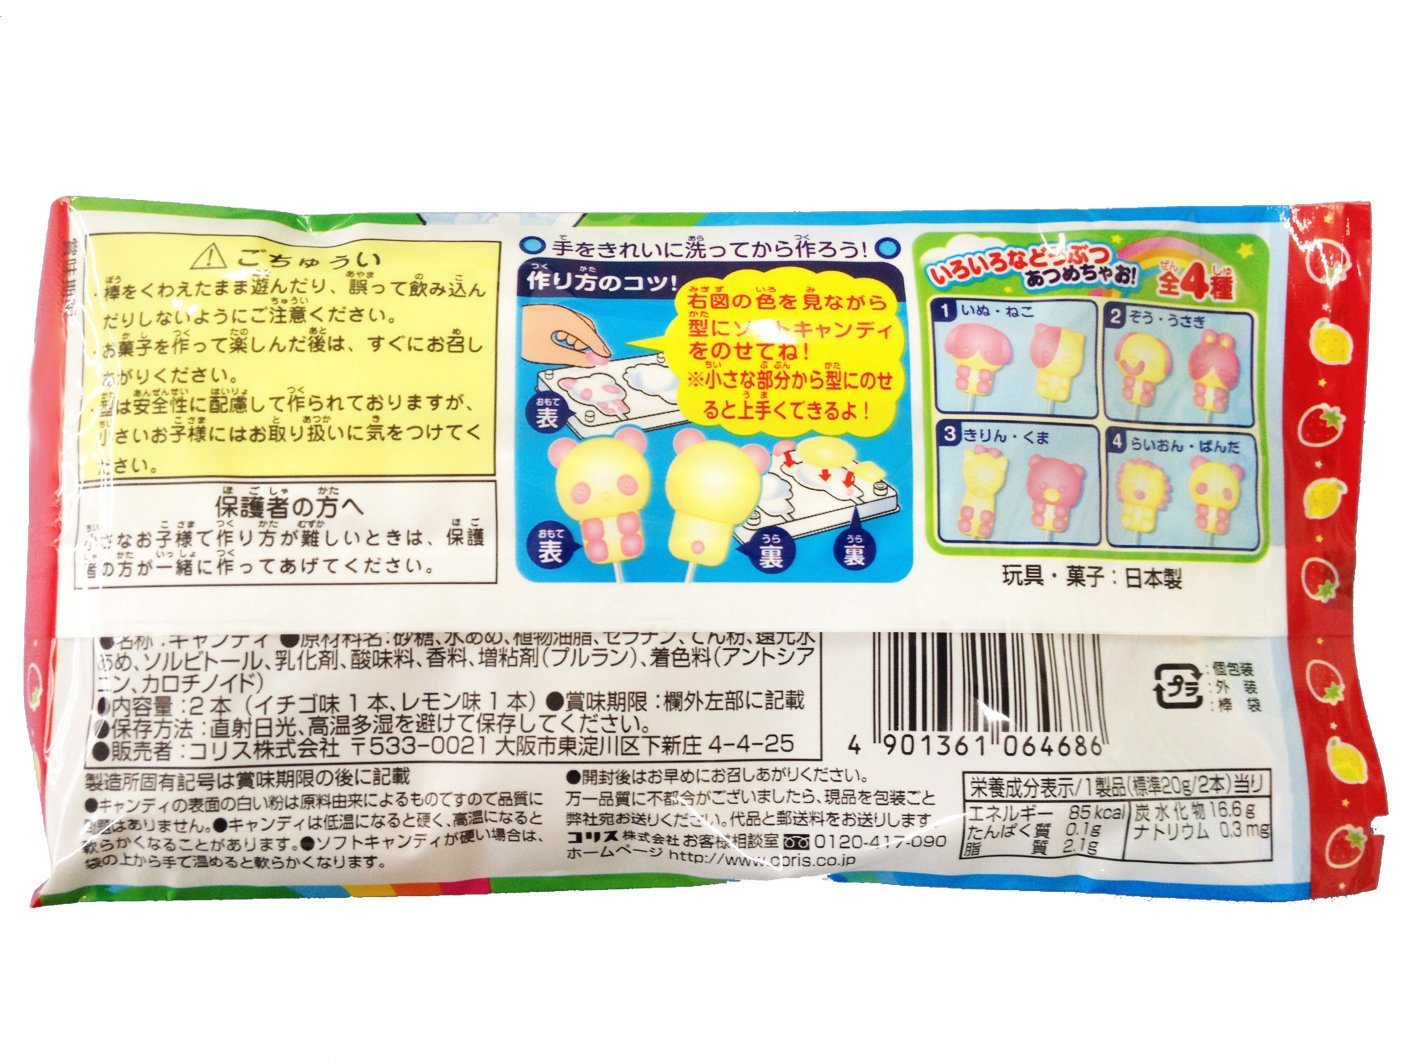 賞味期限
ごちゅうい
・棒をくわえたまま遊んだり、誤って飲み込ん
だりしないようにご注意ください。
・お菓子を作って楽しんだ後は、すぐにお召し
あがりください。
・型は安全性に配慮して作られておりますが、
小さいお子様にはお取り扱いに気をつけてく
ださい。
保護者の方へ
小さなお子様で作り方が難しいときは、保護
者の方が一緒に作ってあげてください。
手をきれいに洗ってから作ろう!
作り方のコツ!
右図の色を見ながら
型にソフトキャンディ
をのせてね!
※小さな部分から型にのせ
ると上手くできるよ!
表
表
裏
裏
いろいろなどうぶつ
あつめちゃお!
全4種
1 いぬ・ねこ
2 ぞう・うさぎ
3 きりん・くま
4 らいおん・ぱんだ
玩具・菓子:日本製
●名称:キャンディ ●原材料名:砂糖、水あめ、植物油脂、ゼラチン、でん粉、還元水
あめ、ソルビトール、乳化剤、酸味料、香料、増粘剤(プルラン)、着色料(アントシア
ニン、カロチノイド)
●内容量:2本(イチゴ味1本、レモン味1本)●賞味期限:欄外左部に記載
●保存方法:直射日光、高温多湿を避けて保存してください。
●販売者:コリス株式会社 〒533-0021 大阪市東淀川区下新庄4-4-25
製造所固有記号は賞味期限の後に記載
●キャンディの表面の白い粉は原料由来によるものですので品質に
問題はありません。●キャンディは低温になると硬く、高温になると
軟らかくなることがあります。●ソフトキャンディが硬い場合は、
袋の上から手で温めると軟らかくなります。
●開封後はお早めにお召しあがりください。
万一品質に不都合がございましたら、現品を包装ごと
弊社宛お送りください。代品と郵送料をお送りします。
コリス株式会社 お客様相談室 0120-417-090
ホームページ http://www.coris.co.jp
4 901361 064686
プラ
:個包装
:外装
:棒袋
栄養成分表示/1製品(標準20g/2本)当り
エネルギー 85kcal 炭水化物 16.6g
たんぱく質 0.1g ナトリウム 0.3mg
脂質 2.1g